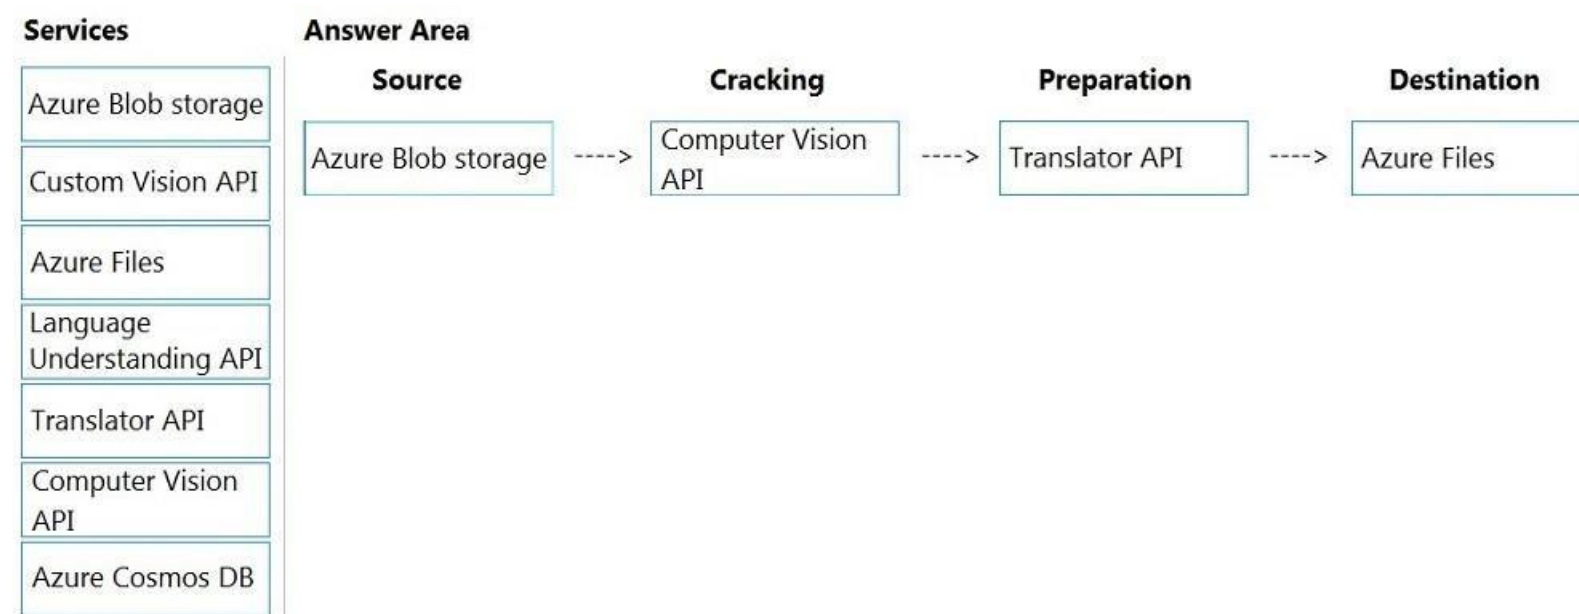 Services
Azure Blob storage
Custom Vision API
Azure Files
Language
Understanding API
Translator API
Computer Vision
API
Azure Cosmos DB
Answer Area
Source
Cracking
Preparation
Destination
Azure Blob storage
---->
Computer Vision
API
---->
Translator API
---->
Azure Files